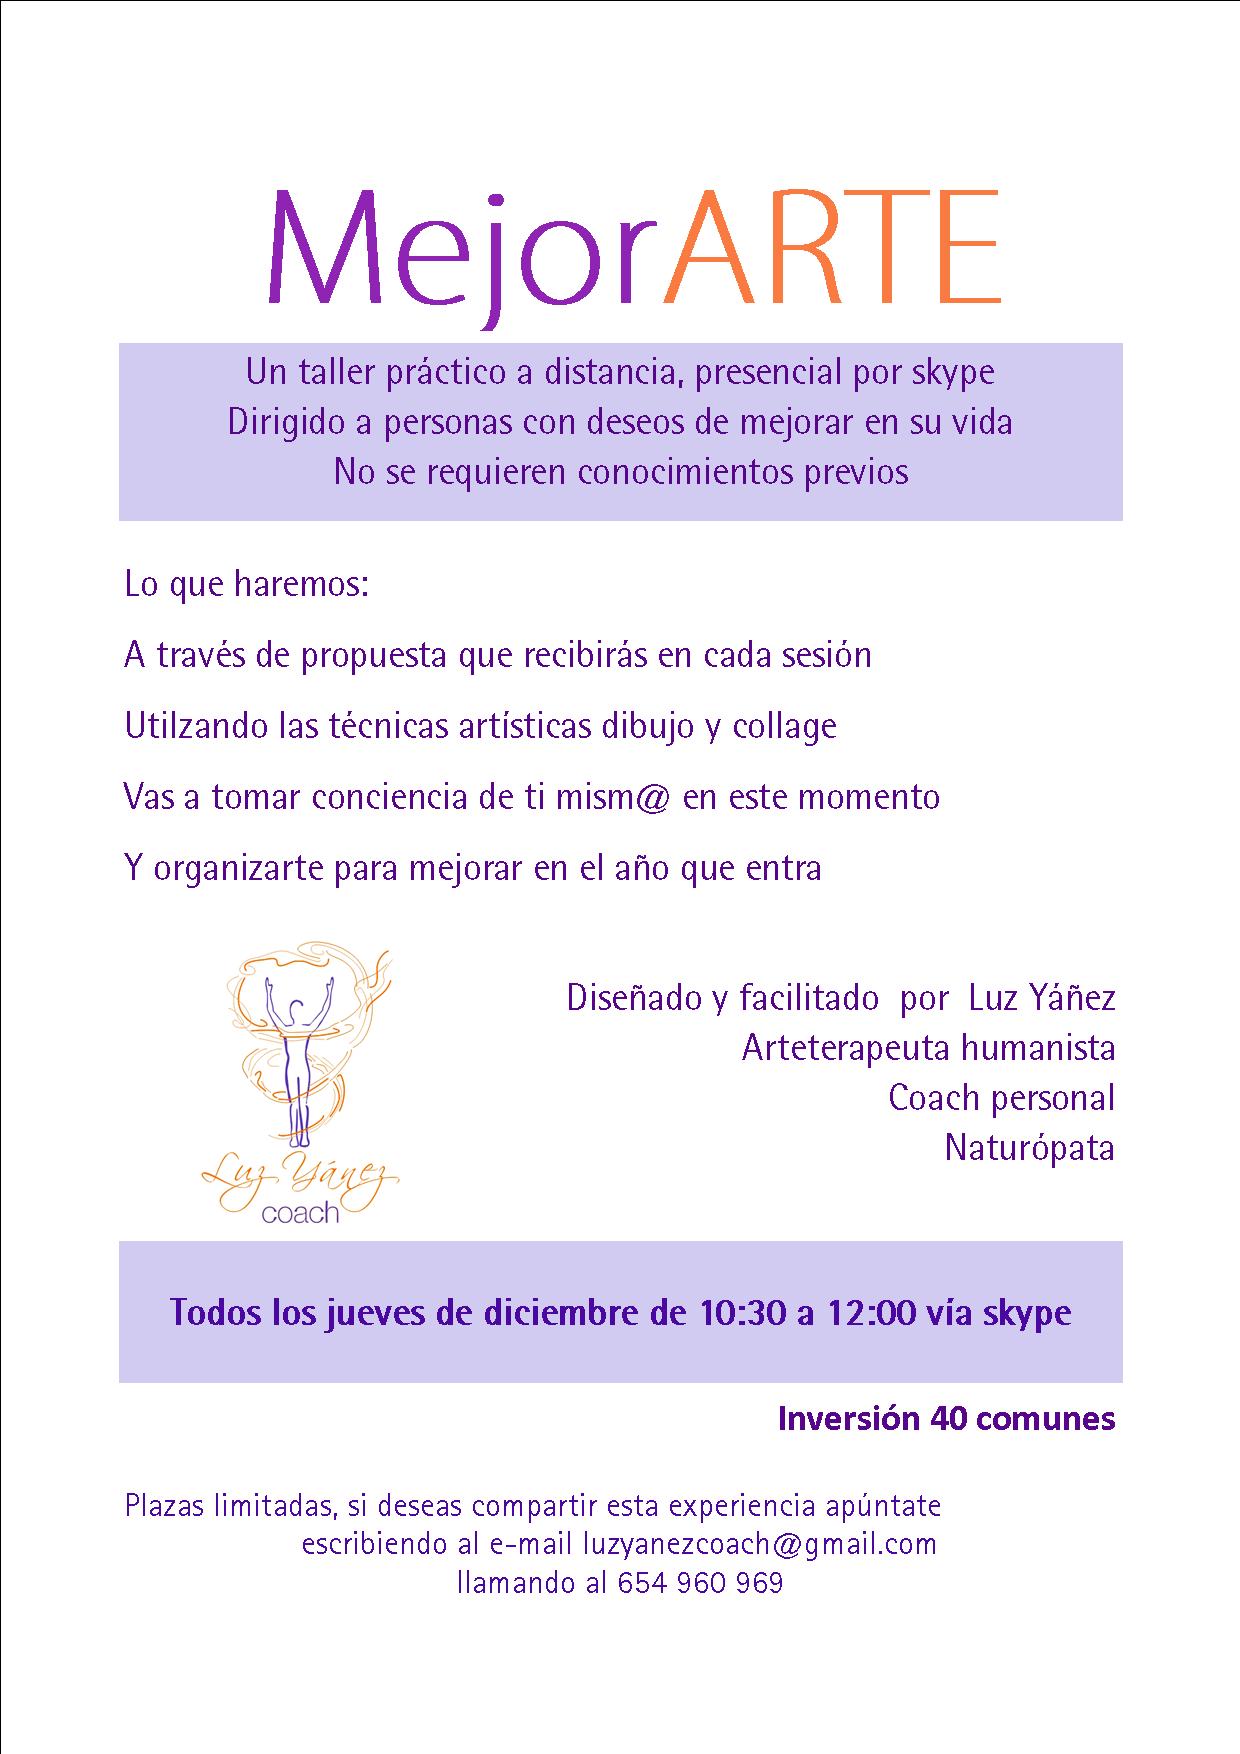 MejorARTE
Un taller práctico a distancia, presencial por skype
Dirigido a personas con deseos de mejorar en su vida
No se requieren conocimientos previos
Lo que haremos:
A través de propuesta que recibirás en cada sesión
Utilzando las técnicas artísticas dibujo y collage
Vas a tomar conciencia de ti mism@ en este momento
Y organizarte para mejorar en el año que entra
Diseñado y facilitado por Luz Yáñez
Arteterapeuta humanista
Coach personal
Naturópata
Luz Yánez
coach
Todos los jueves de diciembre de 10:30 a 12:00 vía skype
Inversión 40 comunes
Plazas limitadas, si deseas compartir esta experiencia apúntate
escribiendo al e-mail luzyanezcoach@gmail.com
llamando al 654 960 969